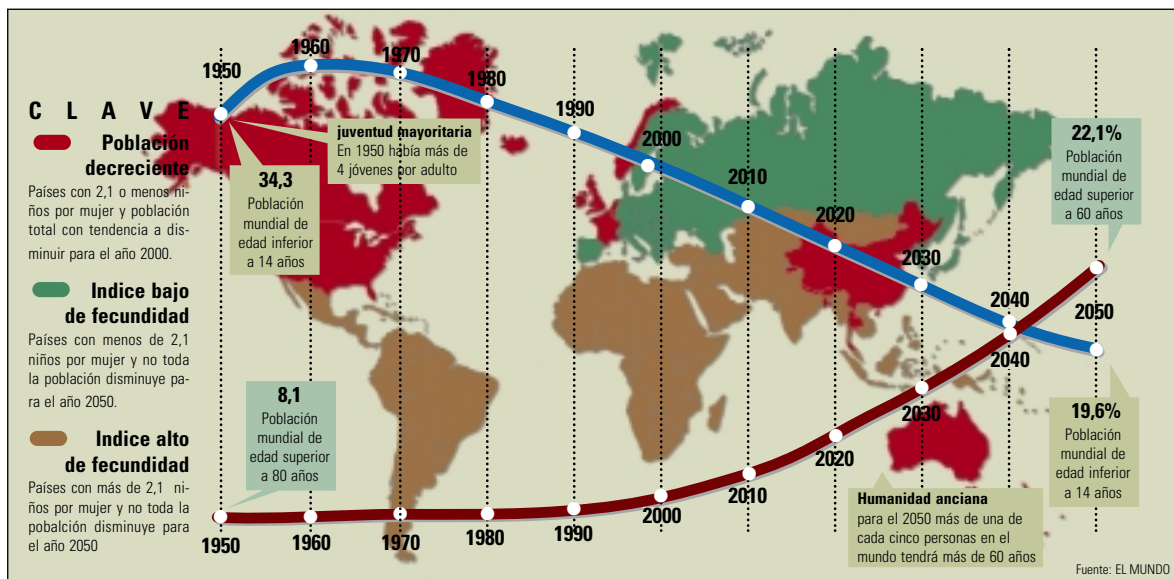 C L A V E
Población
decreciente
Países con 2,1 o menos ni-
ños por mujer y población
total con tendencia a dis-
minuir para el año 2000.
Indice bajo
de fecundidad
Países con menos de 2,1
niños por mujer y no toda
la población disminuye pa-
ra el año 2050.
Indice alto
de fecundidad
Países con más de 2,1 ni-
ños por mujer y no toda la
pobalción disminuye para
el año 2050
1950
1960
1970
1980
1990
2000
2010
2020
2030
2040
2050
juventud mayoritaria
En 1950 había más de
4 jóvenes por adulto
34,3
Población
mundial de
edad inferior
a 14 años
22,1%
Población
mundial de
edad superior
a 60 años
8,1
Población
mundial de
edad superior
a 80 años
19,6%
Población
mundial de
edad inferior
a 14 años
Humanidad anciana
para el 2050 más de una de
cada cinco personas en el
mundo tendrá más de 60 años
1950
1960
1970
1980
1990
2000
2010
2020
2030
2040
Fuente: EL MUNDO